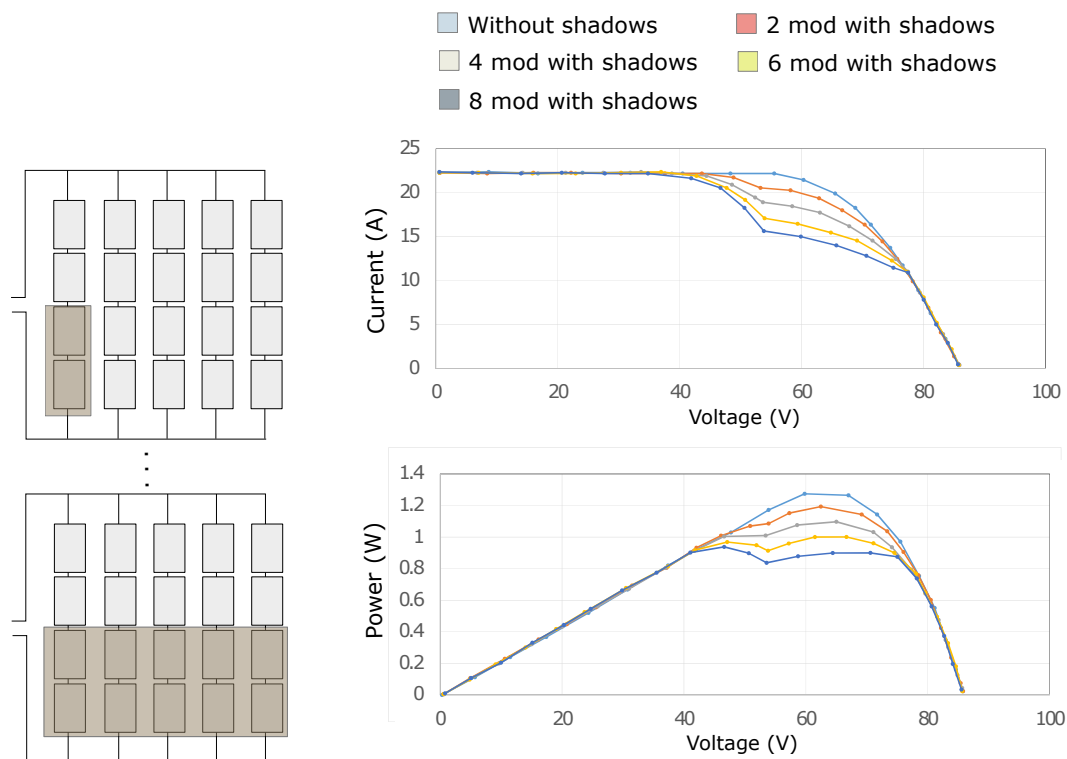 Without shadows
2 mod with shadows
4 mod with shadows
6 mod with shadows
8 mod with shadows
25
20
15
10
5
0
Current (A)
0 20 40 60 80 100
Voltage (V)
1.4
1.2
1
0.8
0.6
0.4
0.2
0
Power (W)
0 20 40 60 80 100
Voltage (V)